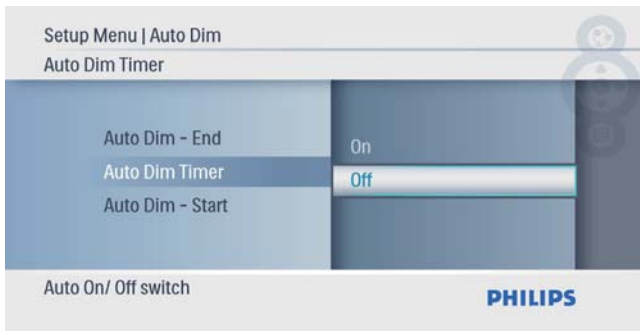 Setup Menu | Auto Dim
Auto Dim Timer
Auto Dim - End
Auto Dim Timer
Auto Dim - Start
On
Off
Auto On/ Off switch
PHILIPS